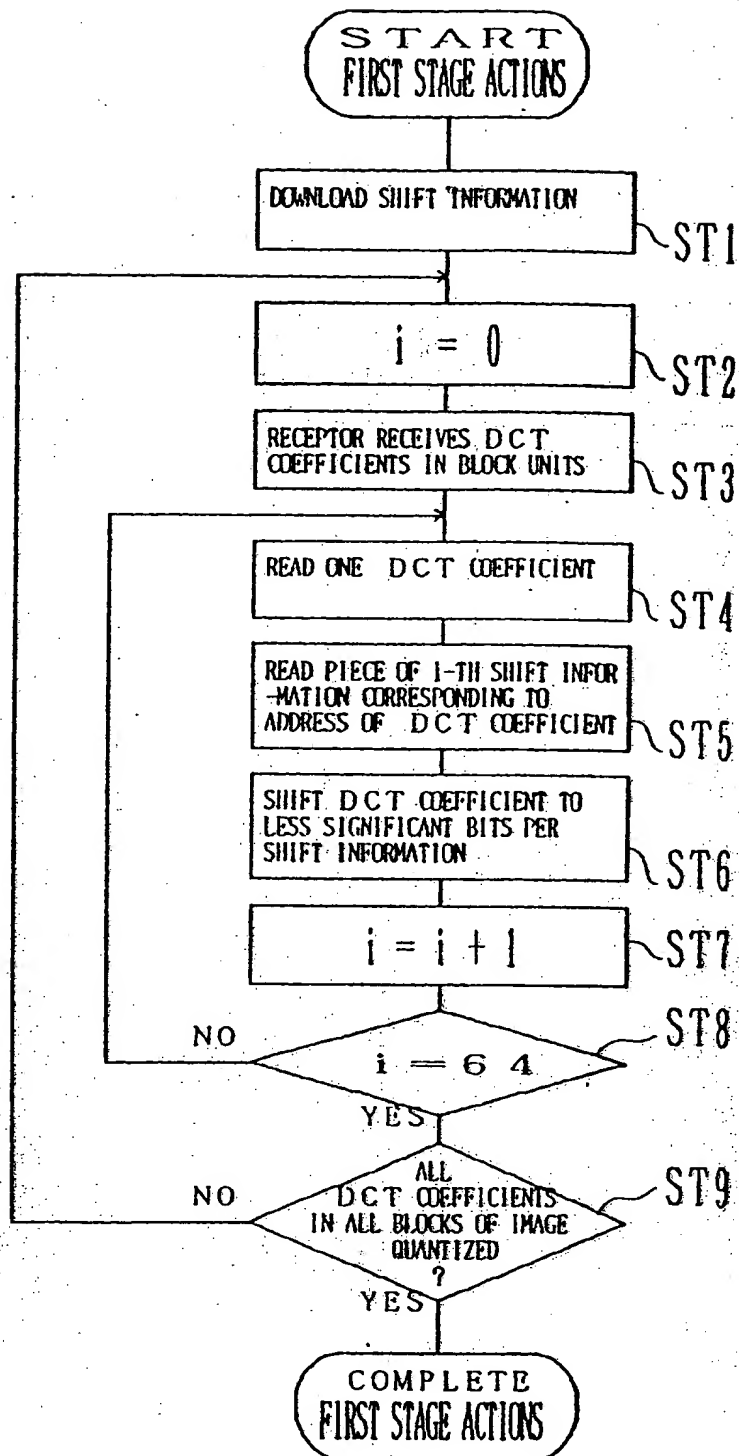 START
FIRST STAGE ACTIONS
DOWNLOAD SHIFT INFORMATION
ST1
i = 0
ST2
RECEPTOR RECEIVES DCT
COEFFICIENTS IN BLOCK UNITS
ST3
READ ONE DCT COEFFICIENT
ST4
READ PIECE OF I-TH SHIFT INFOR
-MATION CORRESPONDING TO
ADDRESS OF DCT COEFFICIENT
ST5
SHIFT DCT COEFFICIENT TO
LESS SIGNIFICANT BITS PER
SHIFT INFORMATION
ST6
i = i + 1
ST7
NO
i = 6 4
ST8
YES
NO
ALL
DCT COEFFICIENTS
IN ALL BLOCKS OF IMAGE
QUANTIZED
?
ST9
YES
COMPLETE
FIRST STAGE ACTIONS